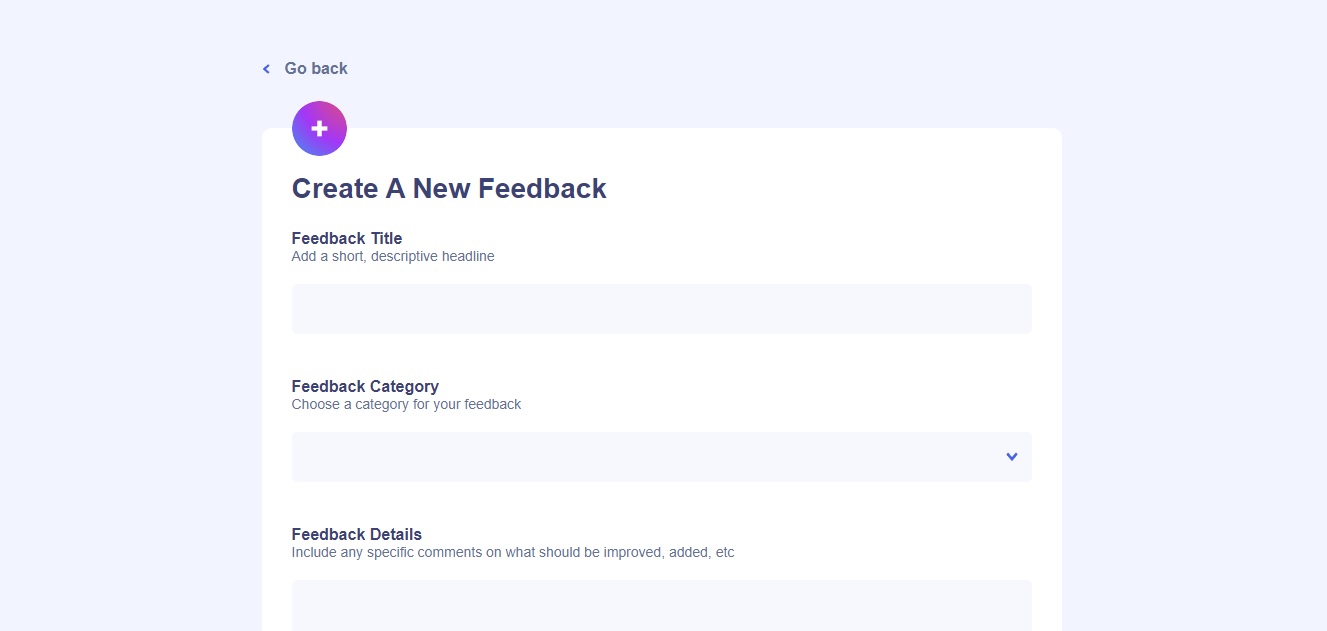 Go back
Create A New Feedback
Feedback Title
Add a short, descriptive headline
Feedback Category
Choose a category for your feedback
Feedback Details
Include any specific comments on what should be improved, added, etc